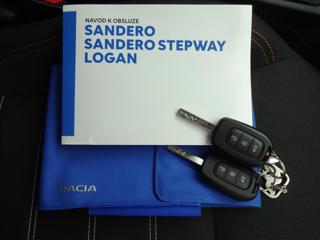 NAVOD K OBSLUZE
SANDERO
SANDERO STEPWAY
LOGAN
DACIA